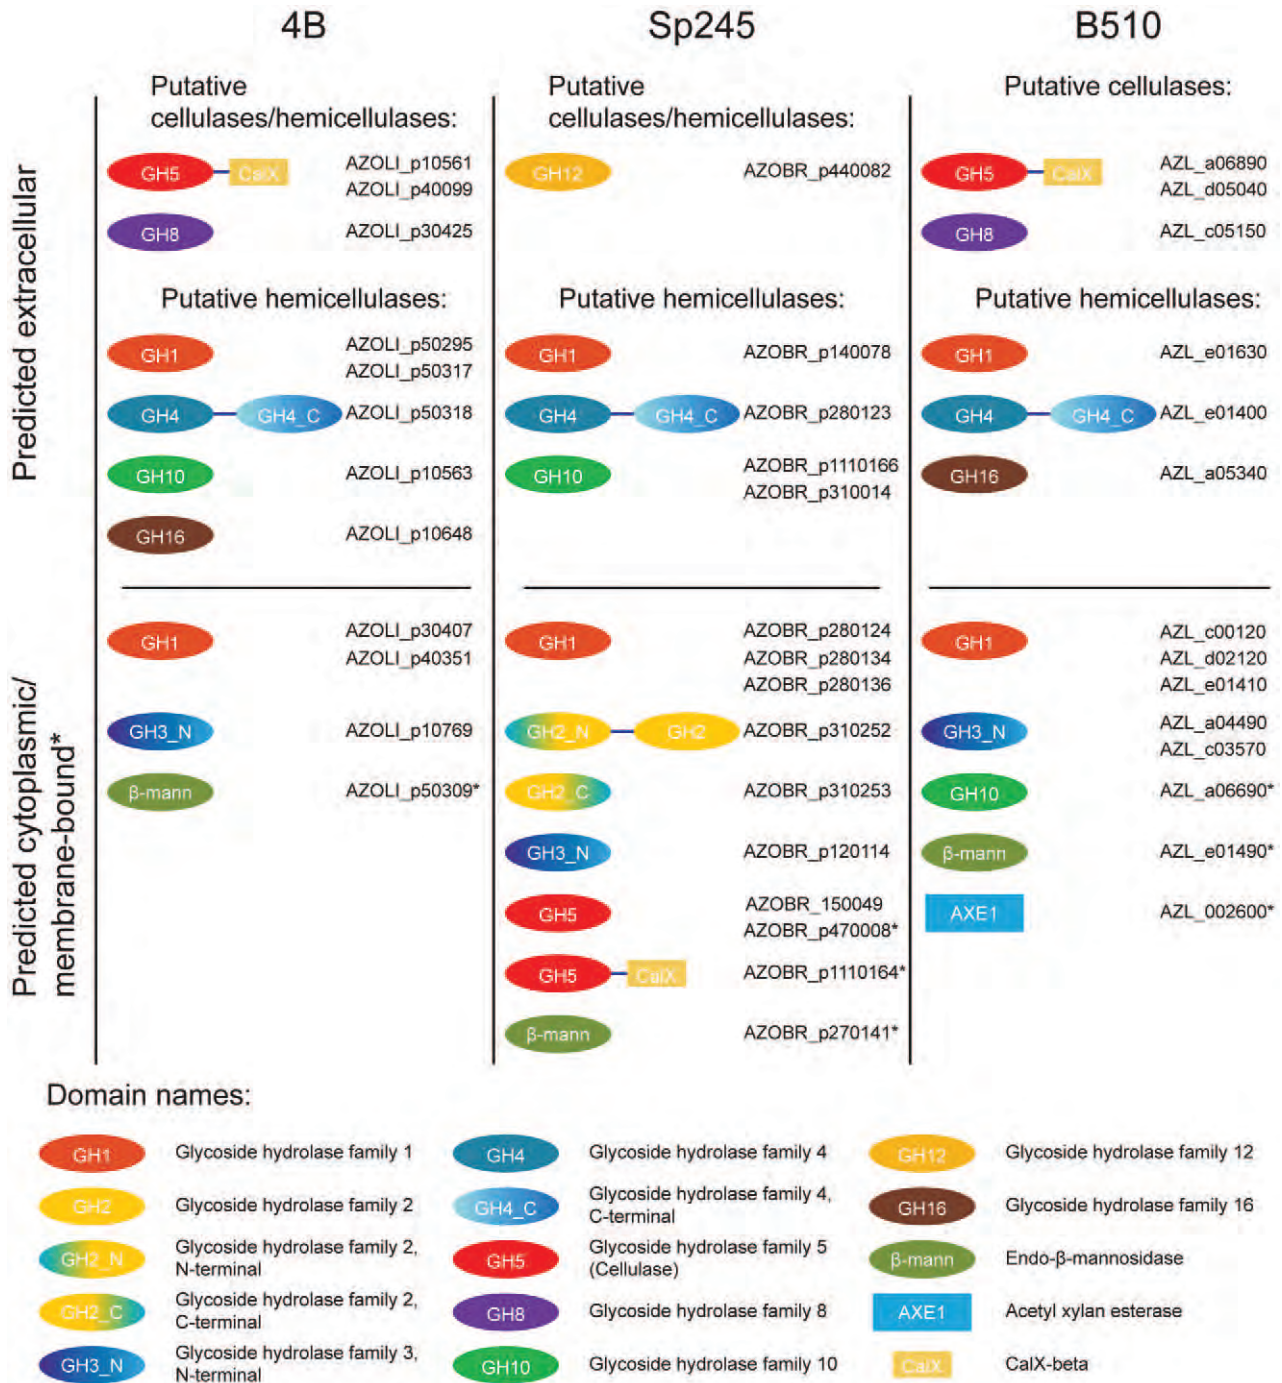 4B Sp245 B510
Predicted extracellular
Putative
cellulases/hemicellulases:
GH5 CalX AZOLI_p10561
AZOLI_p40099
GH8 AZOLI_p30425
Putative hemicellulases:
GH1 AZOLI_p50295
AZOLI_p50317
GH4 GH4_C AZOLI_p50318
GH10 AZOLI_p10563
GH16 AZOLI_p10648
Putative
cellulases/hemicellulases:
GH12 AZOBR_p440082
Putative hemicellulases:
GH1 AZOBR_p140078
GH4 GH4_C AZOBR_p280123
GH10 AZOBR_p1110166
AZOBR_p310014
Putative cellulases:
GH5 CalX AZL_a06890
AZL_d05040
GH8 AZL_c05150
Putative hemicellulases:
GH1 AZL_e01630
GH4 GH4_C AZL_e01400
GH16 AZL_a05340
Predicted cytoplasmic/
membrane-bound*
GH1 AZOLI_p30407
AZOLI_p40351
GH3_N AZOLI_p10769
β-mann AZOLI_p50309*
GH1 AZOBR_p280124
AZOBR_p280134
AZOBR_p280136
GH2_N GH2 AZOBR_p310252
GH2_C AZOBR_p310253
GH3_N AZOBR_p120114
GH5 AZOBR_150049
AZOBR_p470008*
GH5 CalX AZOBR_p1110164*
β-mann AZOBR_p270141*
GH1 AZL_c00120
AZL_d02120
AZL_e01410
GH3_N AZL_a04490
AZL_c03570
GH10 AZL_a06690*
β-mann AZL_e01490*
AXE1 AZL_002600*
Domain names:
GH1 Glycoside hydrolase family 1
GH2 Glycoside hydrolase family 2
GH2_N Glycoside hydrolase family 2,
N-terminal
GH2_C Glycoside hydrolase family 2,
C-terminal
GH3_N Glycoside hydrolase family 3,
N-terminal
GH4 Glycoside hydrolase family 4
GH4_C Glycoside hydrolase family 4,
C-terminal
GH5 Glycoside hydrolase family 5
(Cellulase)
GH8 Glycoside hydrolase family 8
GH10 Glycoside hydrolase family 10
GH12 Glycoside hydrolase family 12
GH16 Glycoside hydrolase family 16
β-mann Endo-β-mannosidase
AXE1 Acetyl xylan esterase
CalX CalX-beta